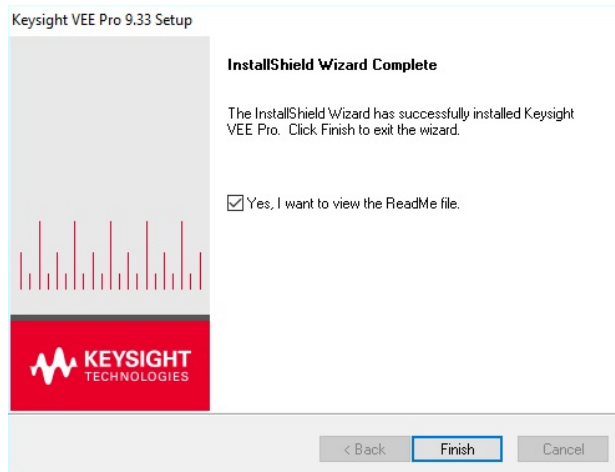 Keysight VEE Pro 9.33 Setup
InstallShield Wizard Complete
The InstallShield Wizard has successfully installed Keysight
VEE Pro. Click Finish to exit the wizard.
Yes, I want to view the ReadMe file.
KEYSIGHT
TECHNOLOGIES
< Back
Finish
Cancel